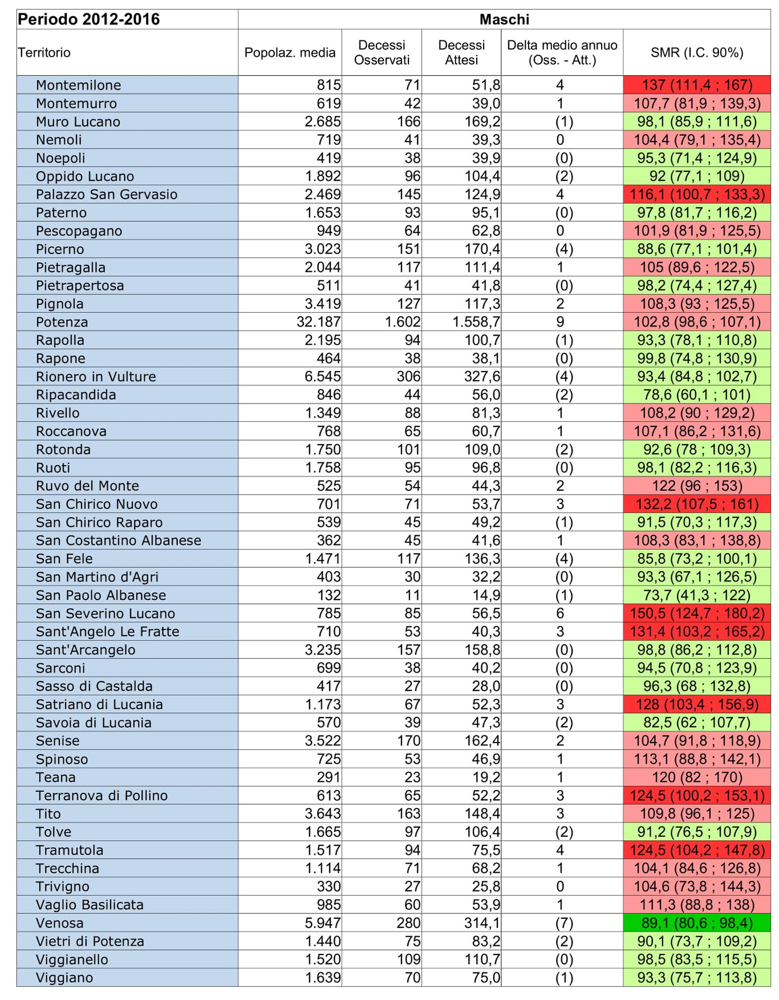 Periodo 2012-2016 Maschi
Territorio Popolaz. media Decessi Osservati Decessi Attesi Delta medio annuo (Oss. - Att.) SMR (I.C. 90%)
Montemilone 815 71 51,8 4 137 (111,4 ; 167)
Montemurro 619 42 39,0 1 107,7 (81,9 ; 139,3)
Muro Lucano 2.685 166 169,2 (1) 98,1 (85,9 ; 111,6)
Nemoli 719 41 39,3 0 104,4 (79,1 ; 135,4)
Noepoli 419 38 39,9 (0) 95,3 (71,4 ; 124,9)
Oppido Lucano 1.892 96 104,4 (2) 92 (77,1 ; 109)
Palazzo San Gervasio 2.469 145 124,9 4 116,1 (100,7 ; 133,3)
Paterno 1.653 93 95,1 (0) 97,8 (81,7 ; 116,2)
Pescopagano 949 64 62,8 0 101,9 (81,9 ; 125,5)
Picerno 3.023 151 170,4 (4) 88,6 (77,1 ; 101,4)
Pietragalla 2.044 117 111,4 1 105 (89,6 ; 122,5)
Pietrapertosa 511 41 41,8 (0) 98,2 (74,4 ; 127,4)
Pignola 3.419 127 117,3 2 108,3 (93 ; 125,5)
Potenza 32.187 1.602 1.558,7 9 102,8 (98,6 ; 107,1)
Rapolla 2.195 94 100,7 (1) 93,3 (78,1 ; 110,8)
Rapone 464 38 38,1 (0) 99,8 (74,8 ; 130,9)
Rionero in Vulture 6.545 306 327,6 (4) 93,4 (84,8 ; 102,7)
Ripacandida 846 44 56,0 (2) 78,6 (60,1 ; 101)
Rivello 1.349 88 81,3 1 108,2 (90 ; 129,2)
Roccanova 768 65 60,7 1 107,1 (86,2 ; 131,6)
Rotonda 1.750 101 109,0 (2) 92,6 (78 ; 109,3)
Ruoti 1.758 95 96,8 (0) 98,1 (82,2 ; 116,3)
Ruvo del Monte 525 54 44,3 2 122 (96 ; 153)
San Chirico Nuovo 701 71 53,7 3 132,2 (107,5 ; 161)
San Chirico Raparo 539 45 49,2 (1) 91,5 (70,3 ; 117,3)
San Costantino Albanese 362 45 41,6 1 108,3 (83,1 ; 138,8)
San Fele 1.471 117 136,3 (4) 85,8 (73,2 ; 100,1)
San Martino d'Agri 403 30 32,2 (0) 93,3 (67,1 ; 126,5)
San Paolo Albanese 132 11 14,9 (1) 73,7 (41,3 ; 122)
San Severino Lucano 785 85 56,5 6 150,5 (124,7 ; 180,2)
Sant'Angelo Le Fratte 710 53 40,3 3 131,4 (103,2 ; 165,2)
Sant'Arcangelo 3.235 157 158,8 (0) 98,8 (86,2 ; 112,8)
Sarconi 699 38 40,2 (0) 94,5 (70,8 ; 123,9)
Sasso di Castalda 417 27 28,0 (0) 96,3 (68 ; 132,8)
Satriano di Lucania 1.173 67 52,3 3 128 (103,4 ; 156,9)
Savoia di Lucania 570 39 47,3 (2) 82,5 (62 ; 107,7)
Senise 3.522 170 162,4 2 104,7 (91,8 ; 118,9)
Spinoso 725 53 46,9 1 113,1 (88,8 ; 142,1)
Teana 291 23 19,2 1 120 (82 ; 170)
Terranova di Pollino 613 65 52,2 3 124,5 (100,2 ; 153,1)
Tito 3.643 163 148,4 3 109,8 (96,1 ; 125)
Tolve 1.665 97 106,4 (2) 91,2 (76,5 ; 107,9)
Tramutola 1.517 94 75,5 4 124,5 (104,2 ; 147,8)
Trecchina 1.114 71 68,2 1 104,1 (84,6 ; 126,8)
Trivigno 330 27 25,8 0 104,6 (73,8 ; 144,3)
Vaglio Basilicata 985 60 53,9 1 111,3 (88,8 ; 138)
Venosa 5.947 280 314,1 (7) 89,1 (80,6 ; 98,4)
Vietri di Potenza 1.440 75 83,2 (2) 90,1 (73,7 ; 109,2)
Viggianello 1.520 109 110,7 (0) 98,5 (83,5 ; 115,5)
Viggiano 1.639 70 75,0 (1) 93,3 (75,7 ; 113,8)